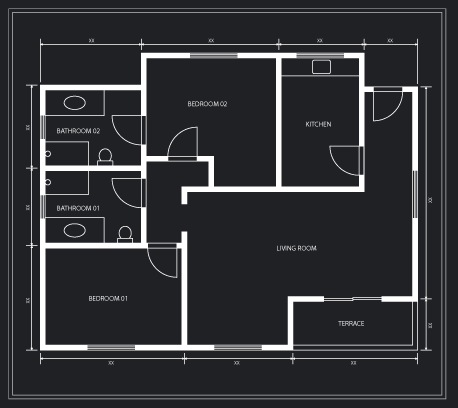 XX XX XX XX
BEDROOM 02
KITCHEN
BATHROOM 02
XX
XX
BATHROOM 01
XX
XX
LIVING ROOM
BEDROOM 01
XX
TERRACE
XX
XX XX XX